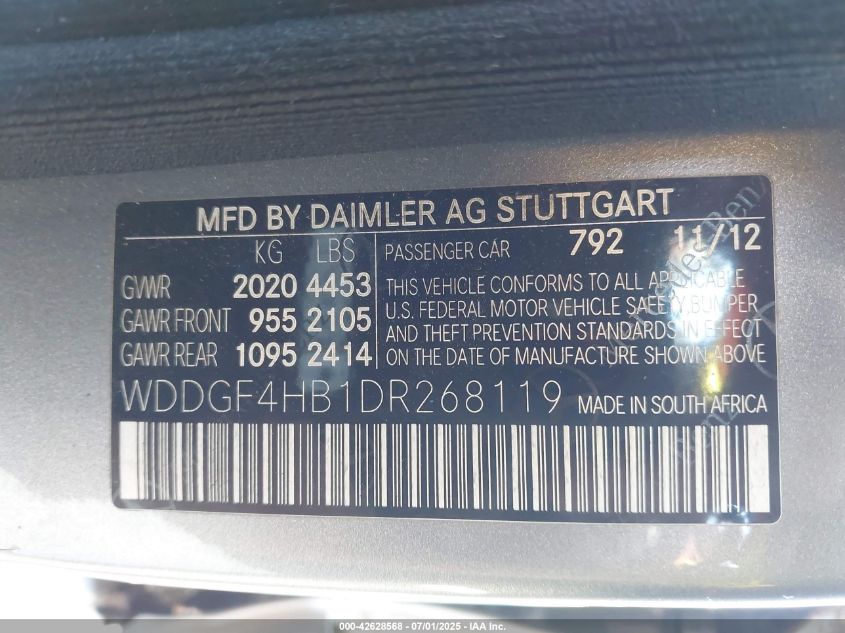 MFD BY DAIMLER AG STUTTGART
KG LBS PASSENGER CAR 792 11/12
GVWR 2020 4453 THIS VEHICLE CONFORMS TO ALL APPLICABLE
GAWR FRONT 955 2105 U.S. FEDERAL MOTOR VEHICLE SAFETY, BUMPER
AND THEFT PREVENTION STANDARDS IN EFFECT
GAWR REAR 1095 2414 ON THE DATE OF MANUFACTURE SHOWN ABOVE
WDDGF4HB1DR268119 MADE IN SOUTH AFRICA
Mercedes Benz
000-42628568 - 07/01/2025 - IAA Inc.